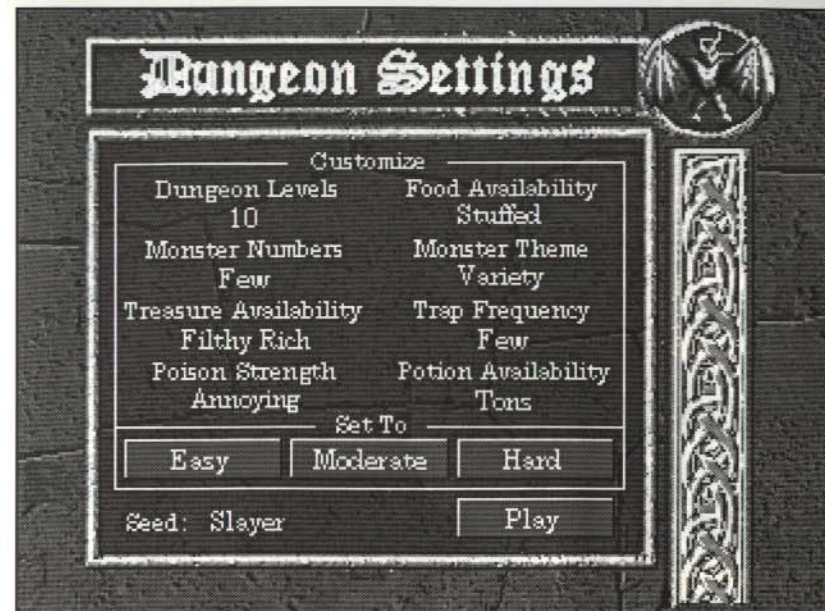 Dungeon Settings
Customize
Dungeon Levels Food Availability
10 Stuffed
Monster Numbers Monster Theme
Few Variety
Treasure Availability Trap Frequency
Filthy Rich Few
Poison Strength Potion Availability
Annoying Tons
Set To
Easy Moderate Hard
Seed: Slayer Play